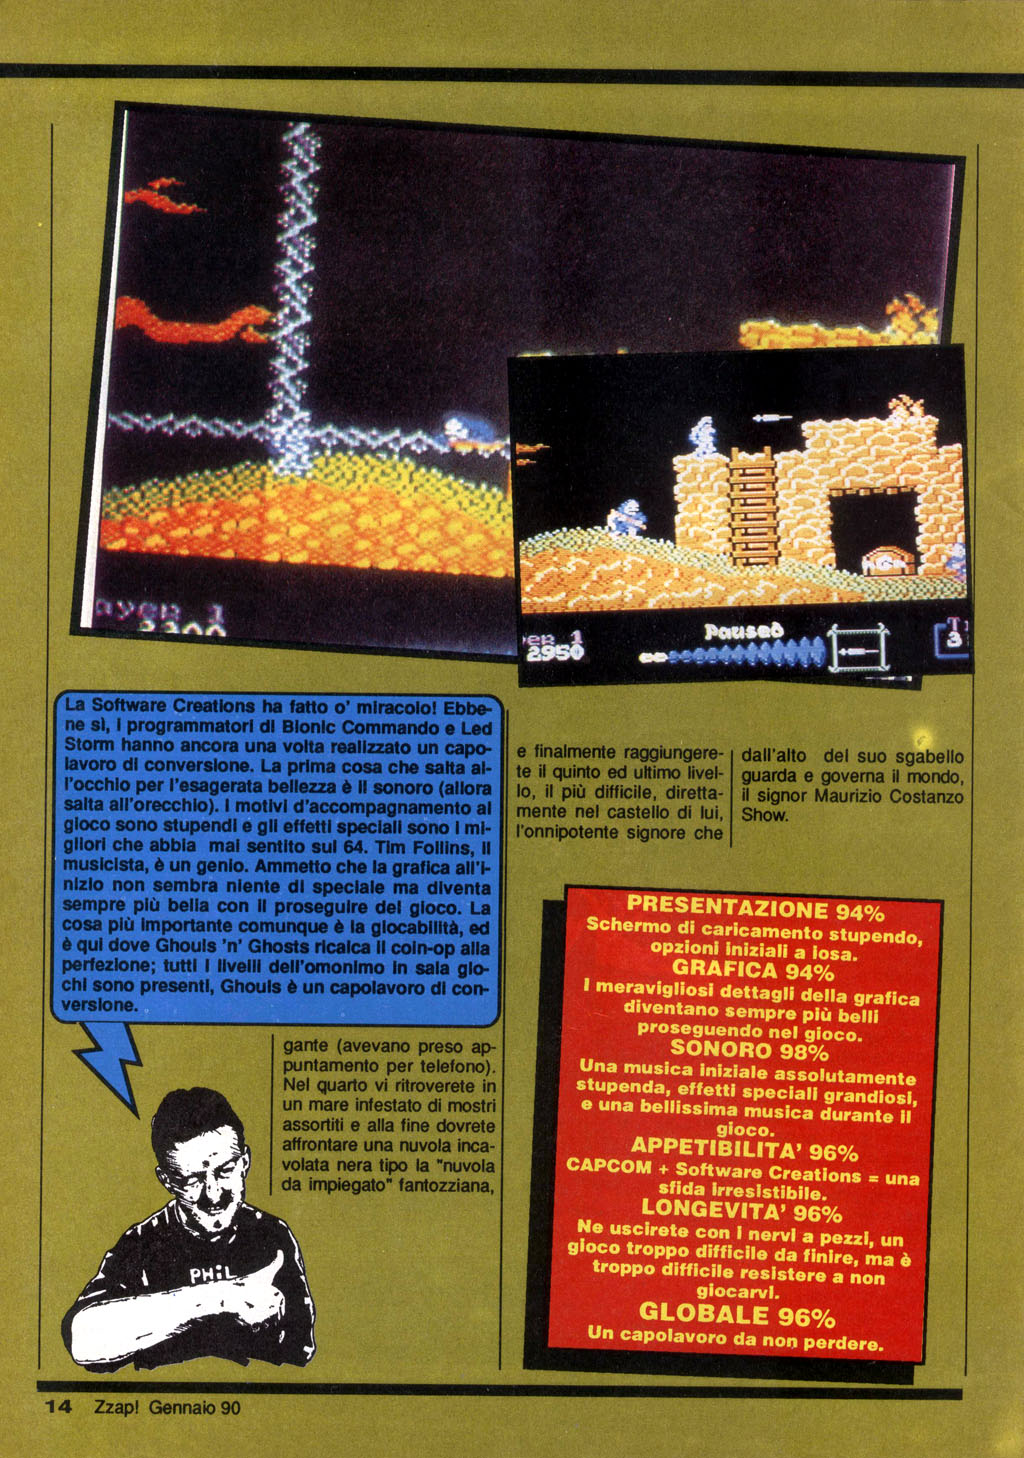 ayer 1
3300
er 1
2950
Paused
T
3
La Software Creations ha fatto o' miracolo! Ebbe-
ne sì, i programmatori di Bionic Commando e Led
Storm hanno ancora una volta realizzato un capo-
lavoro di conversione. La prima cosa che salta al-
l'occhio per l'esagerata bellezza è il sonoro (allora
salta all'orecchio). I motivi d'accompagnamento al
gioco sono stupendi e gli effetti speciali sono i mi-
gliori che abbia mai sentito sul 64. Tim Follins, il
musicista, è un genio. Ammetto che la grafica all'i-
nizio non sembra niente di speciale ma diventa
sempre più bella con il proseguire del gioco. La
cosa più importante comunque è la giocabilità, ed
è qui dove Ghouls 'n' Ghosts ricalca il coin-op alla
perfezione; tutti i livelli dell'omonimo in sala gio-
chi sono presenti, Ghouls è un capolavoro di con-
versione.
PHIL
gante (avevano preso ap-
puntamento per telefono).
Nel quarto vi ritroverete in
un mare infestato di mostri
assortiti e alla fine dovrete
affrontare una nuvola inca-
volata nera tipo la "nuvola
da impiegato" fantozziana,
e finalmente raggiungere-
te il quinto ed ultimo livel-
lo, il più difficile, diretta-
mente nel castello di lui,
l'onnipotente signore che
dall'alto del suo sgabello
guarda e governa il mondo,
il signor Maurizio Costanzo
Show.
PRESENTAZIONE 94%
Schermo di caricamento stupendo,
opzioni iniziali a iosa.
GRAFICA 94%
I meravigliosi dettagli della grafica
diventano sempre più belli
proseguendo nel gioco.
SONORO 98%
Una musica iniziale assolutamente
stupenda, effetti speciali grandiosi,
e una bellissima musica durante il
gioco.
APPETIBILITA' 96%
CAPCOM + Software Creations = una
sfida irresistibile.
LONGEVITA' 96%
Ne uscirete con i nervi a pezzi, un
gioco troppo difficile da finire, ma è
troppo difficile resistere a non
giocarvi.
GLOBALE 96%
Un capolavoro da non perdere.
14 Zzap! Gennaio 90